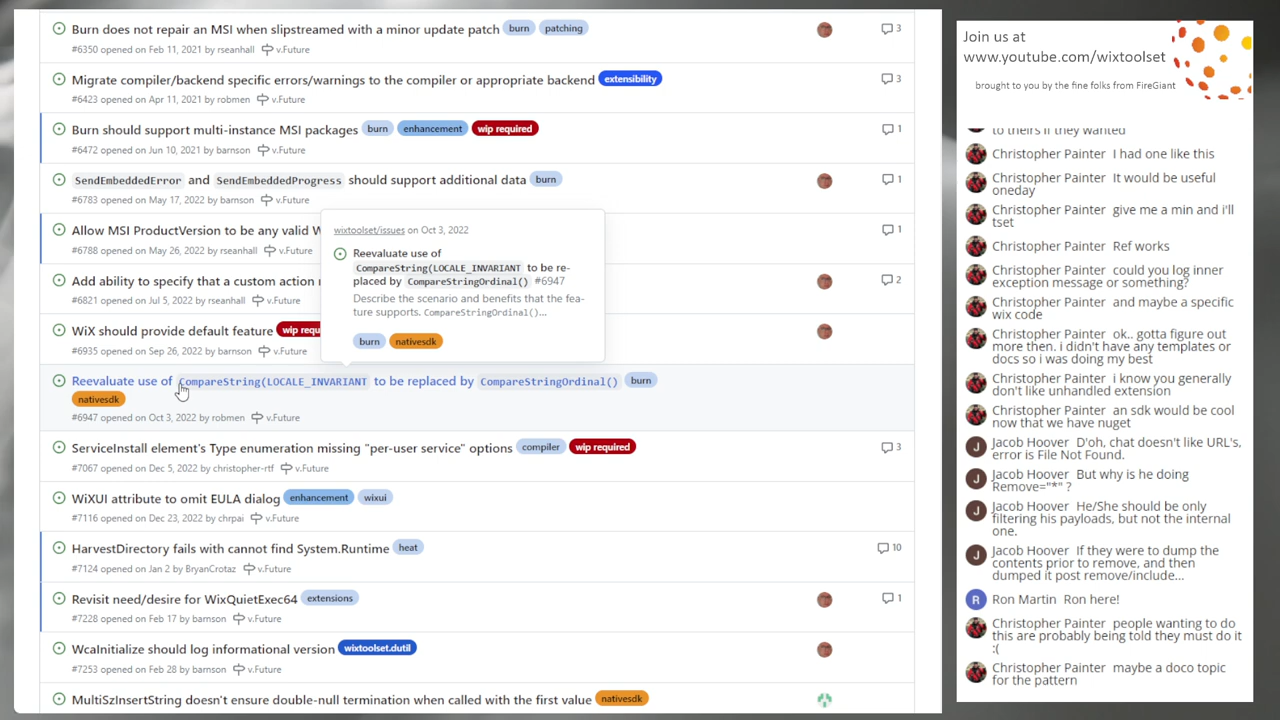 Burn does not repair an MSI when slipstreamed with a minor update patch burn patching 3
#6350 opened on Feb 11, 2021 by rseanhall v.Future
Migrate compiler/backend specific errors/warnings to the compiler or appropriate backend extensibility 3
#6423 opened on Apr 11, 2021 by robmen v.Future
Burn should support multi-instance MSI packages burn enhancement wip required 1
#6472 opened on Jun 10, 2021 by barnson v.Future
SendEmbeddedError and SendEmbeddedProgress should support additional data burn 1
#6783 opened on May 17, 2022 by barnson v.Future
Allow MSI ProductVersion to be any valid W 1
#6788 opened on May 26, 2022 by rseanhall v.Future
Add ability to specify that a custom action 2
#6821 opened on Jul 5, 2022 by rseanhall v.Future
WiX should provide default feature wip requ
#6935 opened on Sep 26, 2022 by barnson v.Future
wixtoolset/issues on Oct 3, 2022
Reevaluate use of
CompareString(LOCALE_INVARIANT to be re-
placed by CompareStringOrdinal() #6947
Describe the scenario and benefits that the fea-
ture supports. CompareStringOrdinal()...
burn nativesdk
Reevaluate use of CompareString(LOCALE_INVARIANT to be replaced by CompareStringOrdinal() burn
nativesdk
#6947 opened on Oct 3, 2022 by robmen v.Future
ServiceInstall element's Type enumeration missing "per-user service" options compiler wip required 3
#7067 opened on Dec 5, 2022 by christopher-rtf v.Future
WiXUI attribute to omit EULA dialog enhancement wixui
#7116 opened on Dec 23, 2022 by chrpai v.Future
HarvestDirectory fails with cannot find System.Runtime heat 10
#7124 opened on Jan 2 by BryanCrotaz v.Future
Revisit need/desire for WixQuietExec64 extensions 1
#7228 opened on Feb 17 by barnson v.Future
WcaInitialize should log informational version wixtoolset.dutil
#7253 opened on Feb 28 by barnson v.Future
MultiSzInsertString doesn't ensure double-null termination when called with the first value nativesdk
Join us at
www.youtube.com/wixtoolset
brought to you by the fine folks from FireGiant
to theirs if they wanted
Christopher Painter I had one like this
Christopher Painter It would be useful
oneday
Christopher Painter give me a min and i'll
tset
Christopher Painter Ref works
Christopher Painter could you log inner
exception message or something?
Christopher Painter and maybe a specific
wix code
Christopher Painter ok.. gotta figure out
more then. i didn't have any templates or
docs so i was doing my best
Christopher Painter i know you generally
don't like unhandled extension
Christopher Painter an sdk would be cool
now that we have nuget
J Jacob Hoover D'oh, chat doesn't like URL's,
error is File Not Found.
J Jacob Hoover But why is he doing
Remove="*" ?
J Jacob Hoover He/She should be only
filtering his payloads, but not the internal
one.
J Jacob Hoover If they were to dump the
contents prior to remove, and then
dumped it post remove/include...
R Ron Martin Ron here!
Christopher Painter people wanting to do
this are probably being told they must do it
:(
Christopher Painter maybe a doco topic
for the pattern